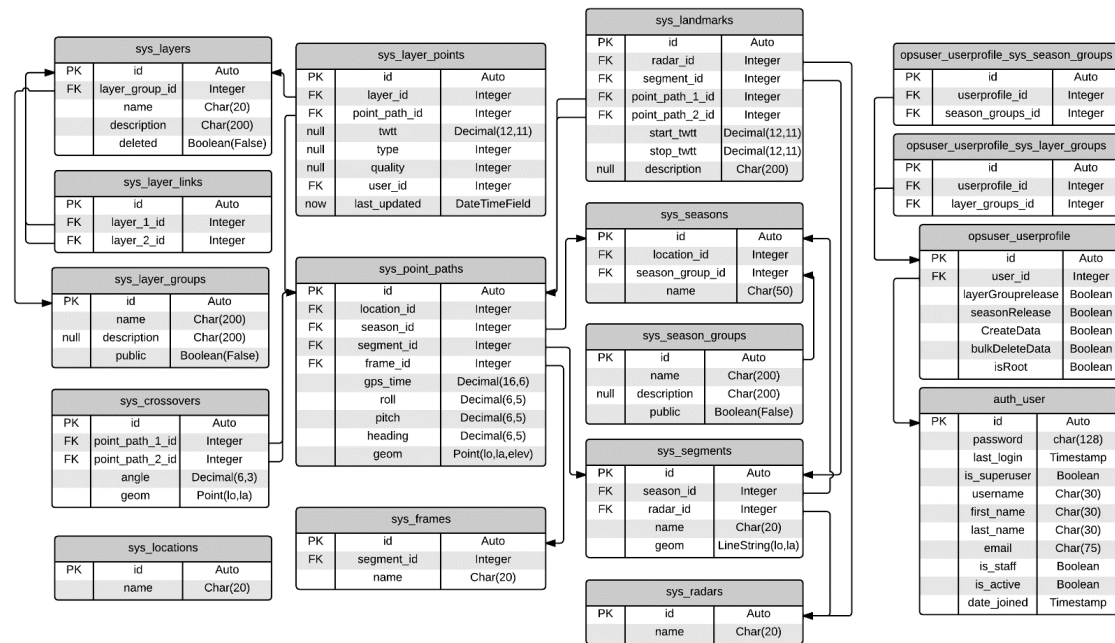 sys_layers
PK id Auto
FK layer_group_id Integer
name Char(20)
description Char(200)
deleted Boolean(False)
sys_layer_links
PK id Auto
FK layer_1_id Integer
FK layer_2_id Integer
sys_layer_groups
PK id Auto
name Char(200)
null description Char(200)
public Boolean(False)
sys_crossovers
PK id Auto
FK point_path_1_id Integer
FK point_path_2_id Integer
angle Decimal(6,3)
geom Point(lo,la)
sys_locations
PK id Auto
name Char(20)
sys_layer_points
PK id Auto
FK layer_id Integer
FK point_path_id Integer
null twtt Decimal(12,11)
null type Integer
null quality Integer
FK user_id Integer
now last_updated DateTimeField
sys_point_paths
PK id Auto
FK location_id Integer
FK season_id Integer
FK segment_id Integer
FK frame_id Integer
gps_time Decimal(16,6)
roll Decimal(6,5)
pitch Decimal(6,5)
heading Decimal(6,5)
geom Point(lo,la,elev)
sys_frames
PK id Auto
FK segment_id Integer
name Char(20)
sys_landmarks
PK id Auto
FK radar_id Integer
FK segment_id Integer
FK point_path_1_id Integer
FK point_path_2_id Integer
start_twtt Decimal(12,11)
stop_twtt Decimal(12,11)
null description Char(200)
sys_seasons
PK id Auto
FK location_id Integer
FK season_group_id Integer
name Char(50)
sys_season_groups
PK id Auto
name Char(200)
null description Char(200)
public Boolean(False)
sys_segments
PK id Auto
FK season_id Integer
FK radar_id Integer
name Char(20)
geom LineString(lo,la)
sys_radars
PK id Auto
name Char(20)
opsuser_userprofile_sys_season_groups
PK id Auto
FK userprofile_id Integer
FK season_groups_id Integer
opsuser_userprofile_sys_layer_groups
PK id Auto
FK userprofile_id Integer
FK layer_groups_id Integer
opsuser_userprofile
PK id Auto
FK user_id Integer
layerGrouprelease Boolean
seasonRelease Boolean
CreateData Boolean
bulkDeleteData Boolean
isRoot Boolean
auth_user
PK id Auto
password char(128)
last_login Timestamp
is_superuser Boolean
username Char(30)
first_name Char(30)
last_name Char(30)
email Char(75)
is_staff Boolean
is_active Boolean
date_joined Timestamp